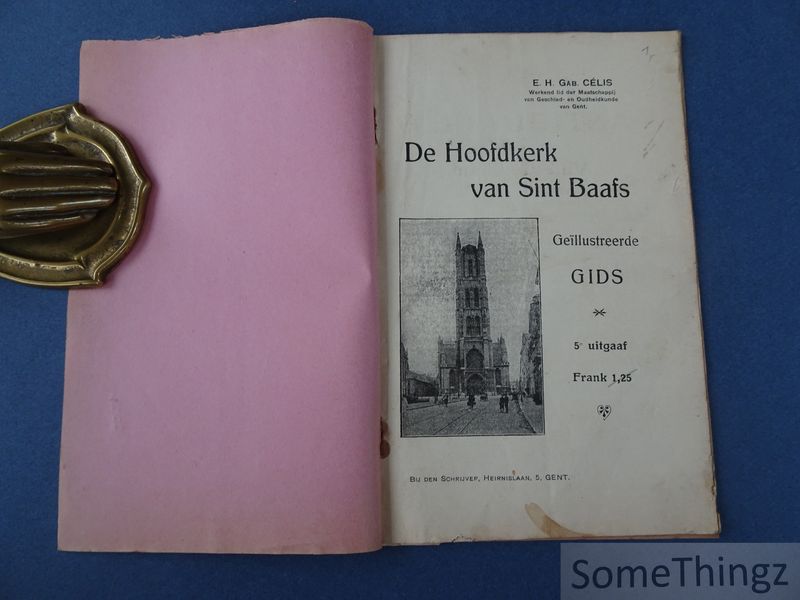 E. H. GAB. CÉLIS
Werkend lid der Maatschappij
van Geschied- en Oudheidkunde
van Gent.
De Hoofdkerk
van Sint Baafs
Geïllustreerde
GIDS
5e uitgaaf
Frank 1,25
BIJ DEN SCHRIJVER, HEIRNISLAAN, 5, GENT.
SomeThingz